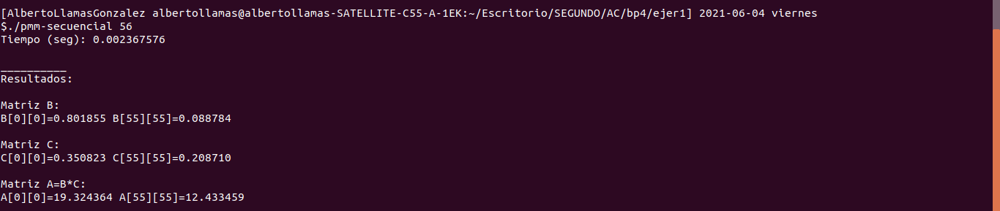 [AlbertoLlamasGonzalez albertollamas@albertollamas-SATELLITE-C55-A-1EK:~/Escritorio/SEGUNDO/AC/bp4/ejer1] 2021-06-04 viernes
$./pmm-secuencial 56
Tiempo (seg): 0.002367576
__________
Resultados:
Matriz B:
B[0][0]=0.801855 B[55][55]=0.088784
Matriz C:
C[0][0]=0.350823 C[55][55]=0.208710
Matriz A=B*C:
A[0][0]=19.324364 A[55][55]=12.433459